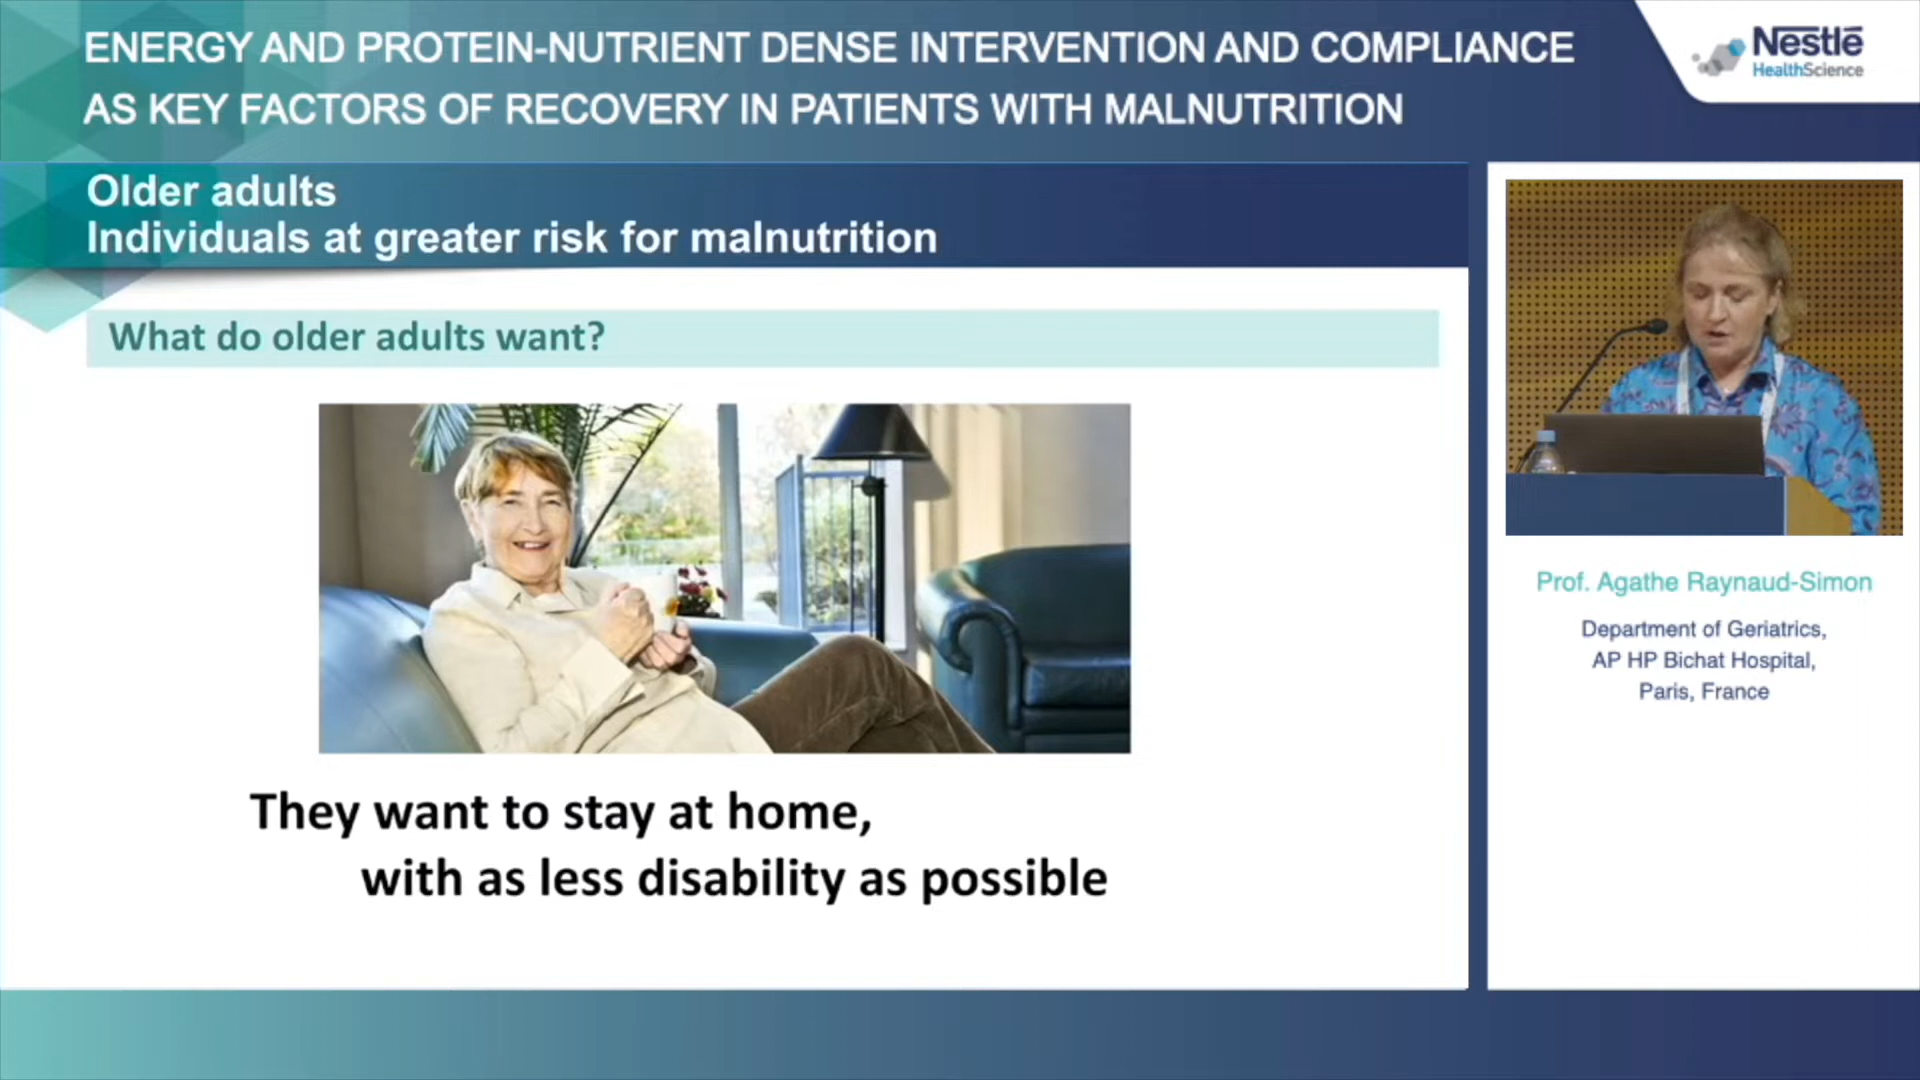 ENERGY AND PROTEIN-NUTRIENT DENSE INTERVENTION AND COMPLIANCE
AS KEY FACTORS OF RECOVERY IN PATIENTS WITH MALNUTRITION
Nestlé
HealthScience
Older adults
Individuals at greater risk for malnutrition
What do older adults want?
They want to stay at home,
with as less disability as possible
Prof. Agathe Raynaud-Simon
Department of Geriatrics,
AP HP Bichat Hospital,
Paris, France